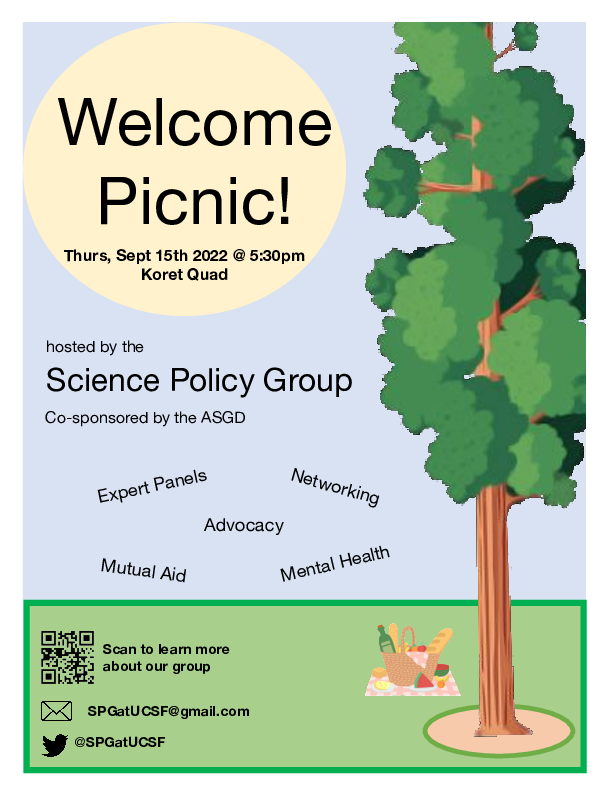 Welcome
Picnic!
Thurs, Sept 15th 2022 @ 5:30pm
Koret Quad
hosted by the
Science Policy Group
Co-sponsored by the ASGD
Expert Panels
Networking
Advocacy
Mutual Aid
Mental Health
Scan to learn more
about our group
SPGatUCSF@gmail.com
@SPGatUCSF